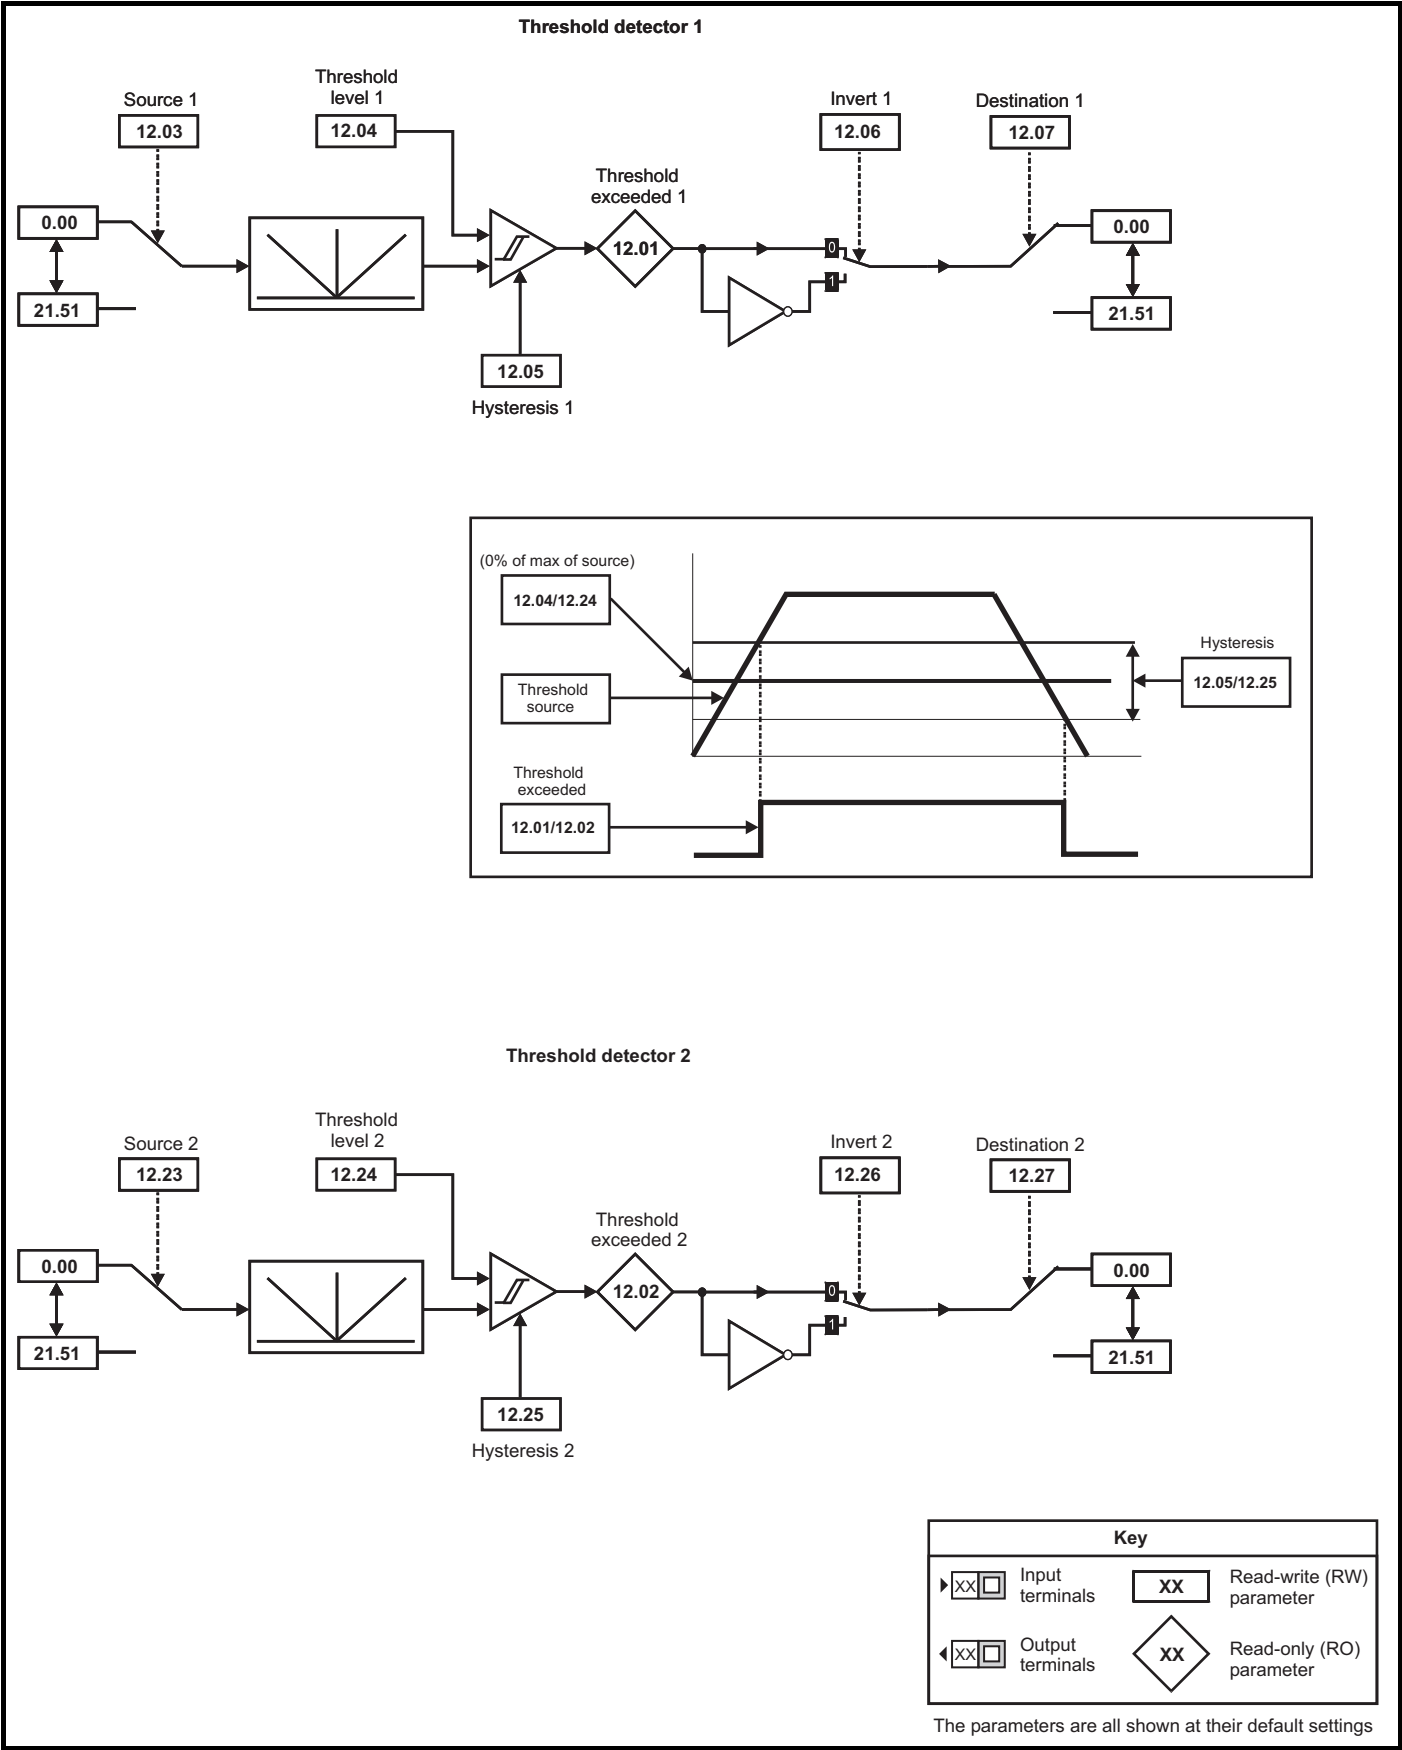 Threshold detector 1
Source 1
12.03
Threshold
level 1
12.04
Invert 1
12.06
Destination 1
12.07
0.00
21.51
Threshold
exceeded 1
12.01
0
1
0.00
21.51
12.05
Hysteresis 1
(0% of max of source)
12.04/12.24
Threshold
source
Hysteresis
12.05/12.25
Threshold
exceeded
12.01/12.02
Threshold detector 2
Source 2
12.23
Threshold
level 2
12.24
Invert 2
12.26
Destination 2
12.27
0.00
21.51
Threshold
exceeded 2
12.02
0
1
0.00
21.51
12.25
Hysteresis 2
Key
XX
Input
terminals
XX
Read-write (RW)
parameter
XX
Output
terminals
XX
Read-only (RO)
parameter
The parameters are all shown at their default settings